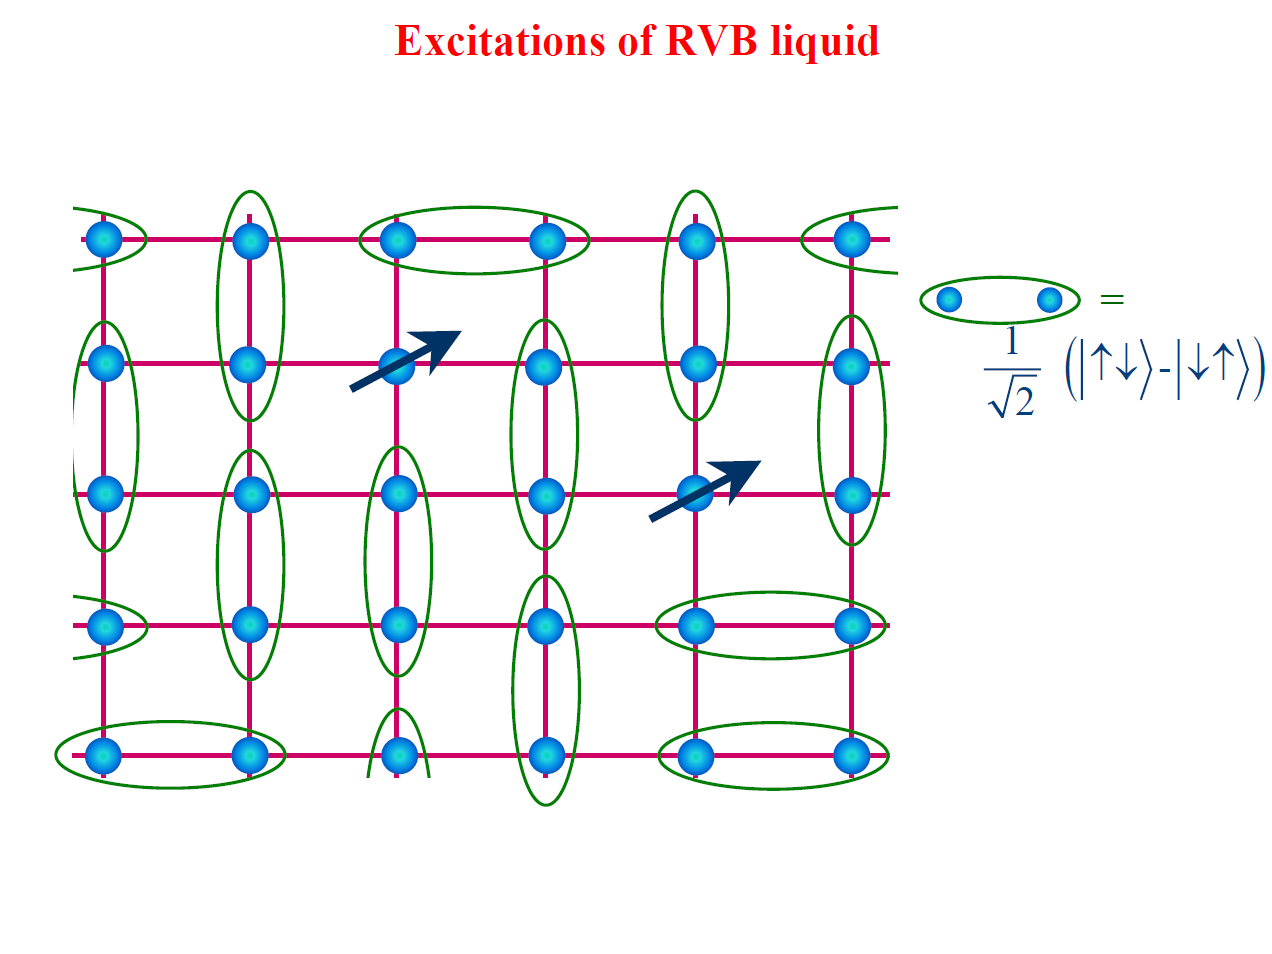 Excitations of RVB liquid
=
1/√2 (|↑↓⟩-|↓↑⟩)